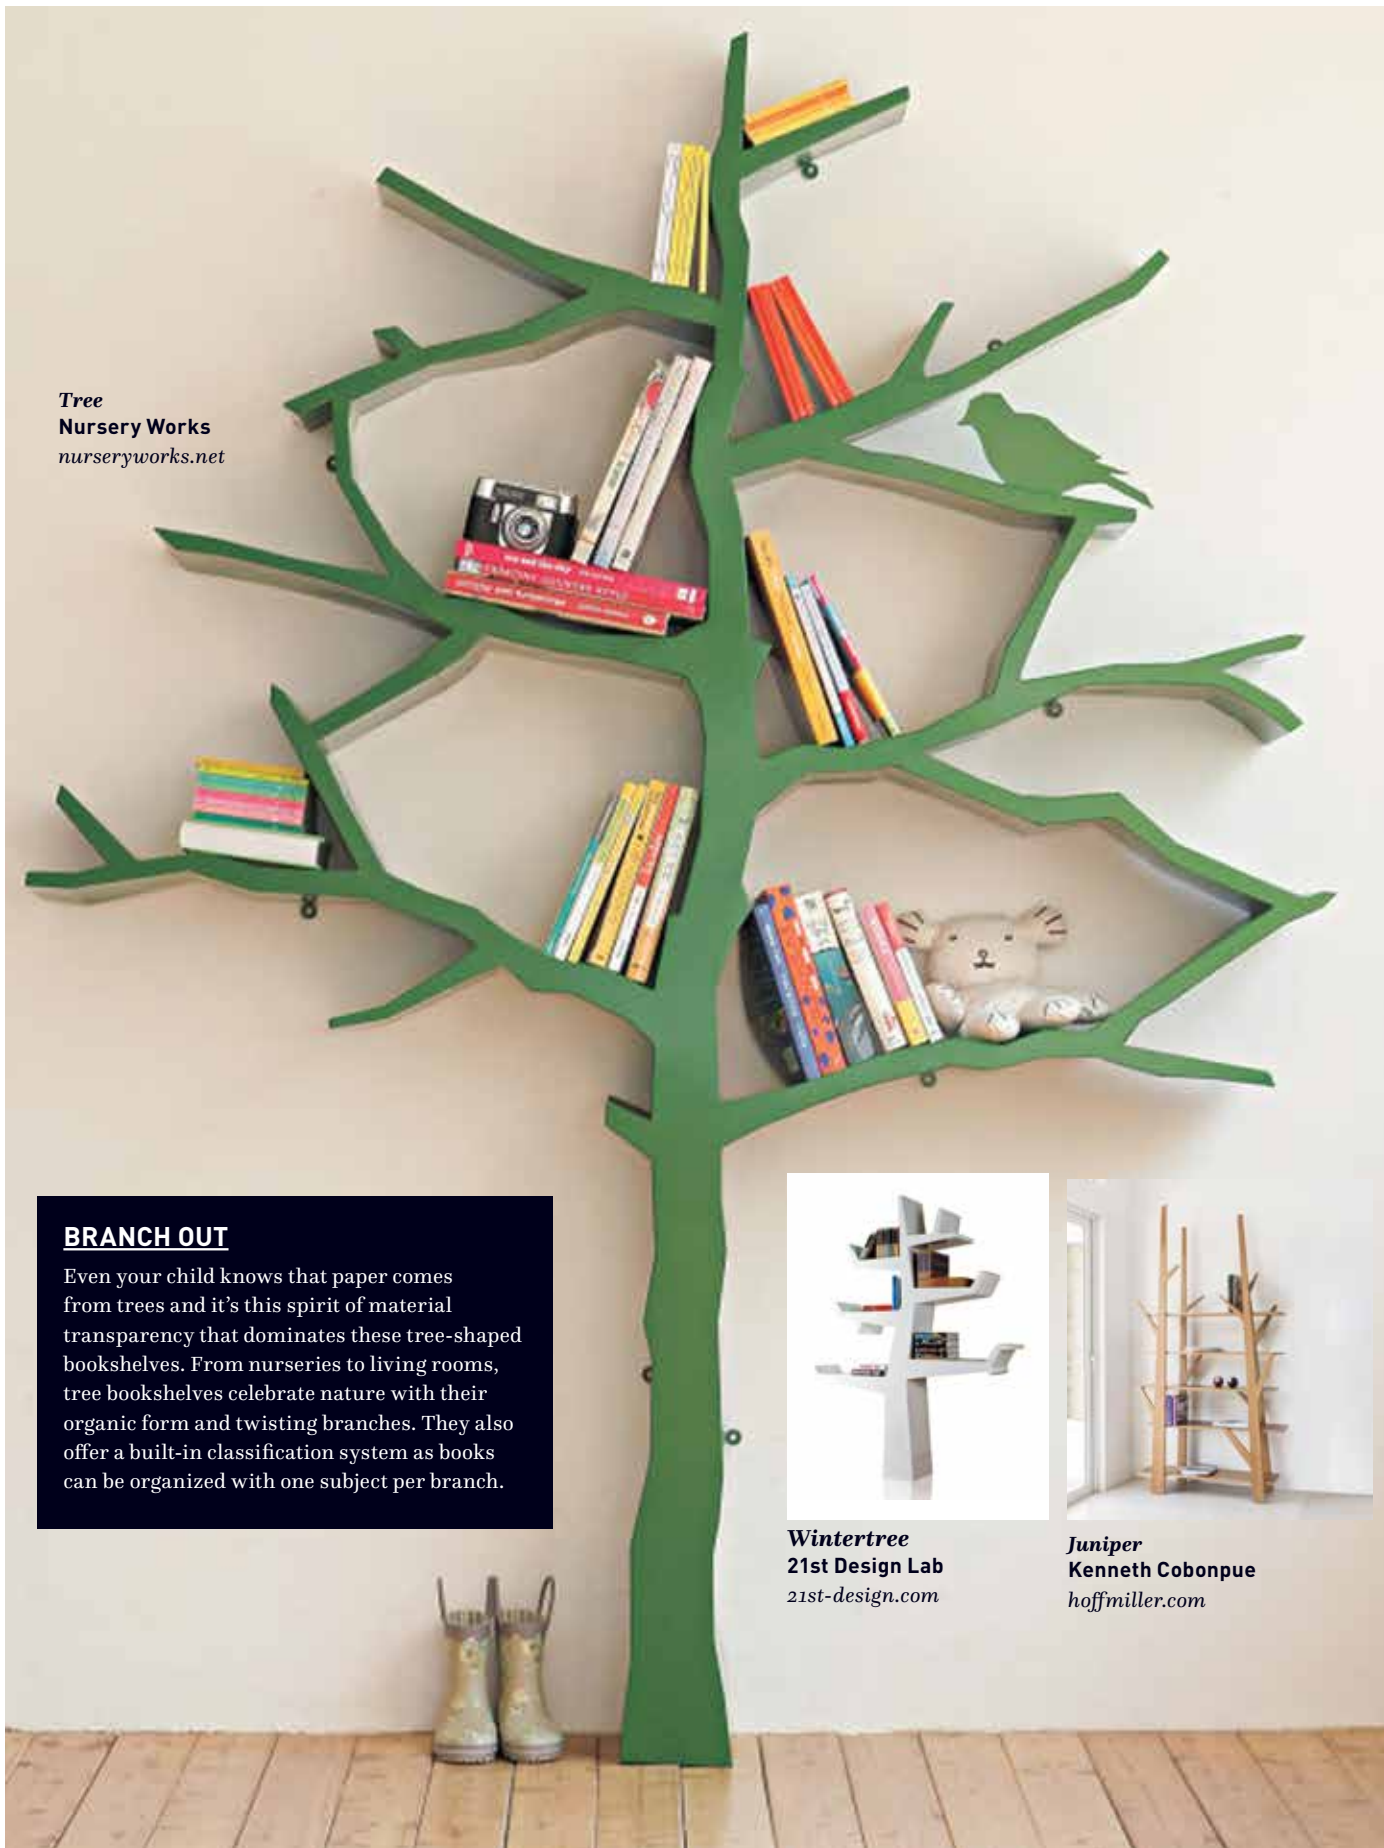 Tree
Nursery Works
nurseryworks.net
BRANCH OUT
Even your child knows that paper comes
from trees and it’s this spirit of material
transparency that dominates these tree-shaped
bookshelves. From nurseries to living rooms,
tree bookshelves celebrate nature with their
organic form and twisting branches. They also
offer a built-in classification system as books
can be organized with one subject per branch.
Wintertree
21st Design Lab
21st-design.com
Juniper
Kenneth Cobonpue
hoffmiller.com